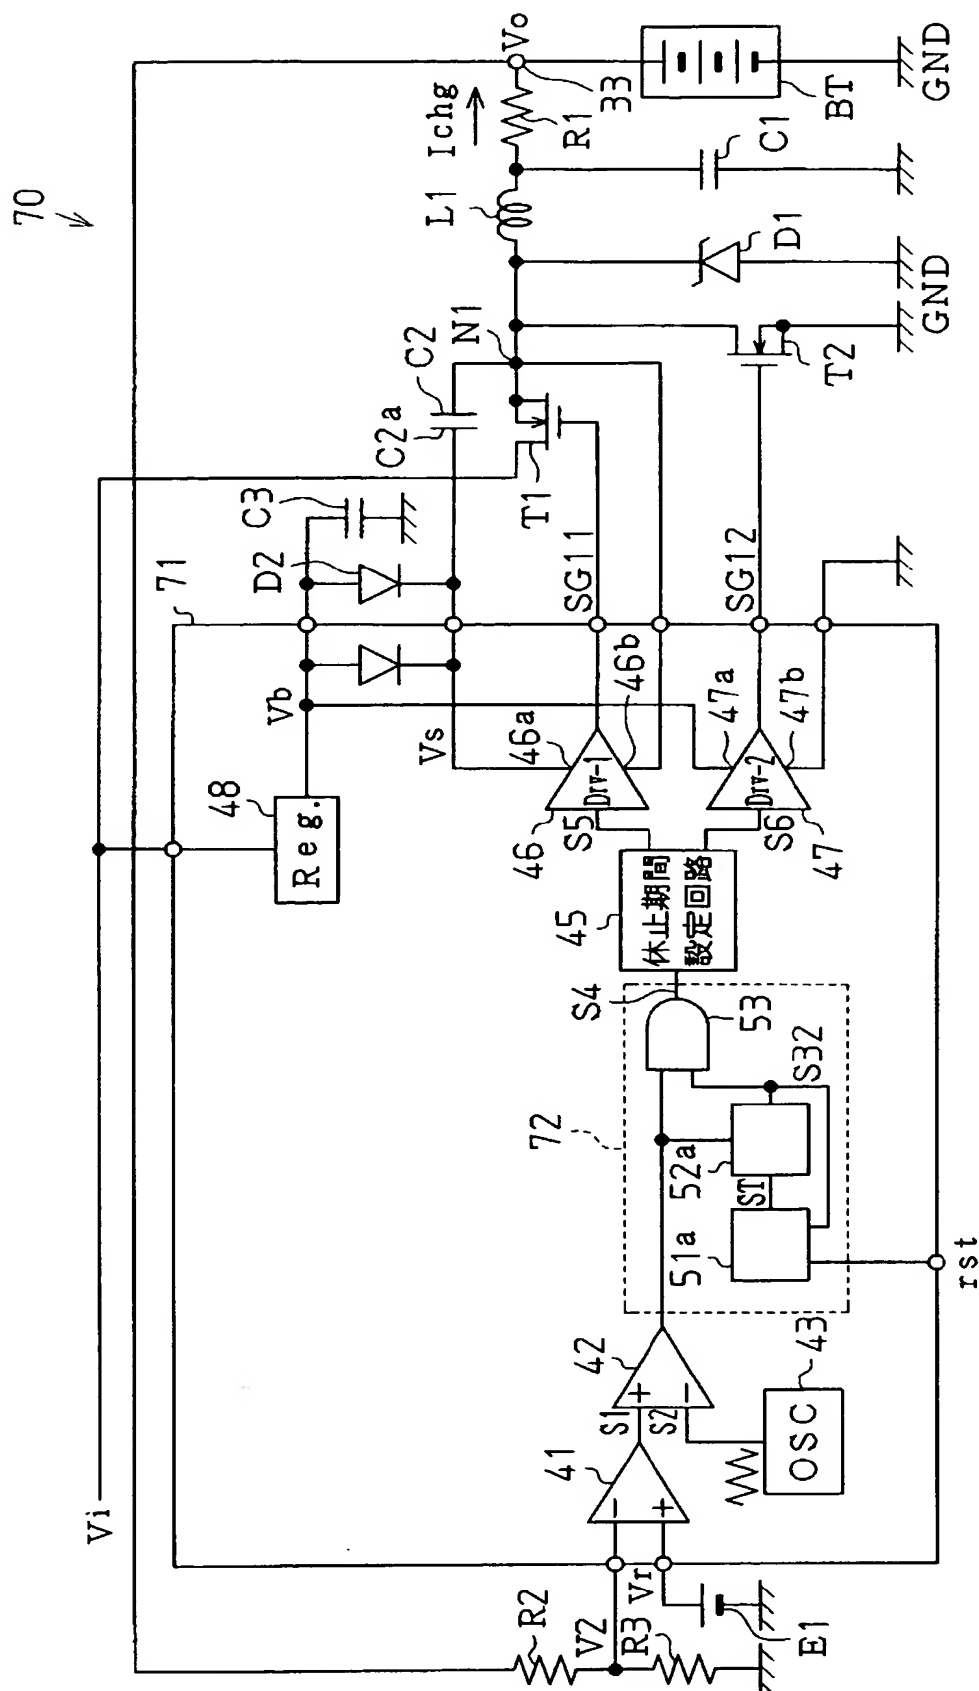 70
Vi
71
Vb
48
Reg.
D2
C3
C2a
C2
N1
L1
Ichg
Vo
33
R1
T1
Vs
46a
46
Drv-1
46b
SG11
S5
45
休止期間
設定回路
S6
47
Drv-2
47a
47b
SG12
T2
D1
C1
BT
GND
GND
R2
V2
R3
Vr
E1
41
S1
S2
42
43
OSC
72
51a
ST
52a
S32
53
S4
rst